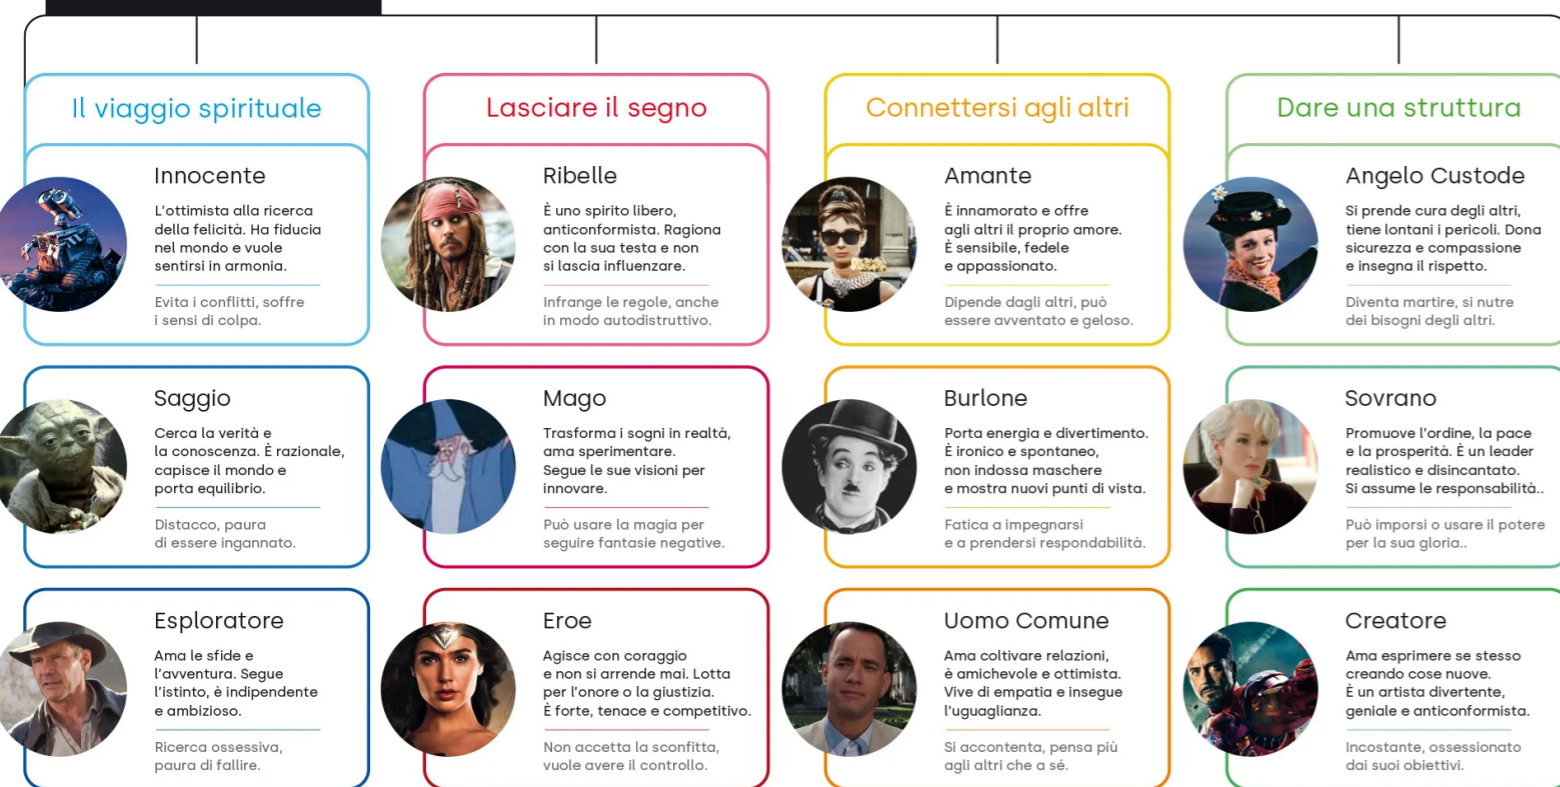 Il viaggio spirituale
Innocente
L'ottimista alla ricerca
della felicità. Ha fiducia
nel mondo e vuole
sentirsi in armonia.
Evita i conflitti, soffre
i sensi di colpa.
Saggio
Cerca la verità e
la conoscenza. È razionale,
capisce il mondo e
porta equilibrio.
Distacco, paura
di essere ingannato.
Esploratore
Ama le sfide e
l'avventura. Segue
l'istinto, è indipendente
e ambizioso.
Ricerca ossessiva,
paura di fallire.
Lasciare il segno
Ribelle
È uno spirito libero,
anticonformista. Ragiona
con la sua testa e non
si lascia influenzare.
Infrange le regole, anche
in modo autodistruttivo.
Mago
Trasforma i sogni in realtà,
ama sperimentare.
Segue le sue visioni per
innovare.
Può usare la magia per
seguire fantasie negative.
Eroe
Agisce con coraggio
e non si arrende mai. Lotta
per l'onore o la giustizia.
È forte, tenace e competitivo.
Non accetta la sconfitta,
vuole avere il controllo.
Connettersi agli altri
Amante
È innamorato e offre
agli altri il proprio amore.
È sensibile, fedele
e appassionato.
Dipende dagli altri, può
essere avventato e geloso.
Burlone
Porta energia e divertimento.
È ironico e spontaneo,
non indossa maschere
e mostra nuovi punti di vista.
Fatica a impegnarsi
e a prendersi respondabilità.
Uomo Comune
Ama coltivare relazioni,
è amichevole e ottimista.
Vive di empatia e insegue
l'uguaglianza.
Si accontenta, pensa più
agli altri che a sé.
Dare una struttura
Angelo Custode
Si prende cura degli altri,
tiene lontani i pericoli. Dona
sicurezza e compassione
e insegna il rispetto.
Diventa martire, si nutre
dei bisogni degli altri.
Sovrano
Promuove l'ordine, la pace
e la prosperità. È un leader
realistico e disincantato.
Si assume le responsabilità..
Può imporsi o usare il potere
per la sua gloria..
Creatore
Ama esprimere se stesso
creando cose nuove.
È un artista divertente,
geniale e anticonformista.
Incostante, ossessionato
dai suoi obiettivi.